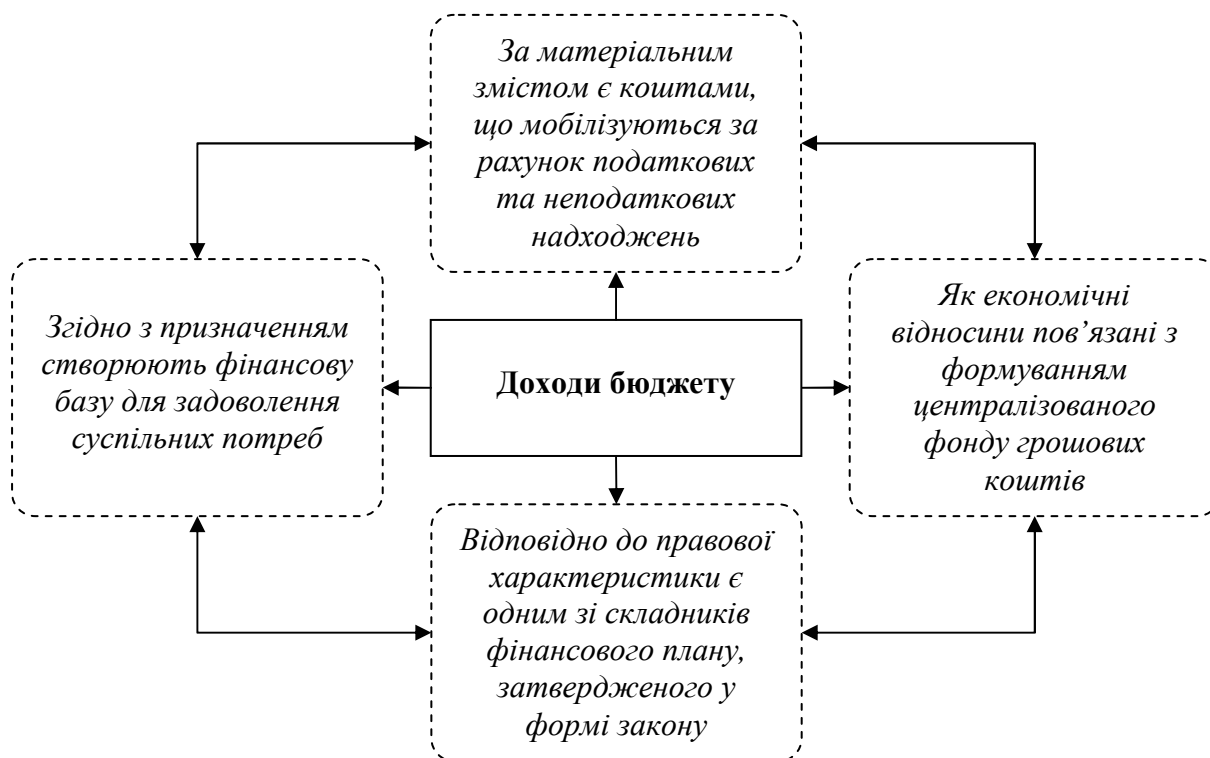 За матеріальним
змістом є коштами,
що мобілізуються за
рахунок податкових
та неподаткових
надходжень
Згідно з призначенням
створюють фінансову
базу для задоволення
суспільних потреб
Доходи бюджету
Як економічні
відносини пов’язані з
формуванням
централізованого
фонду грошових
коштів
Відповідно до правової
характеристики є
одним зі складників
фінансового плану,
затвердженого у
формі закону